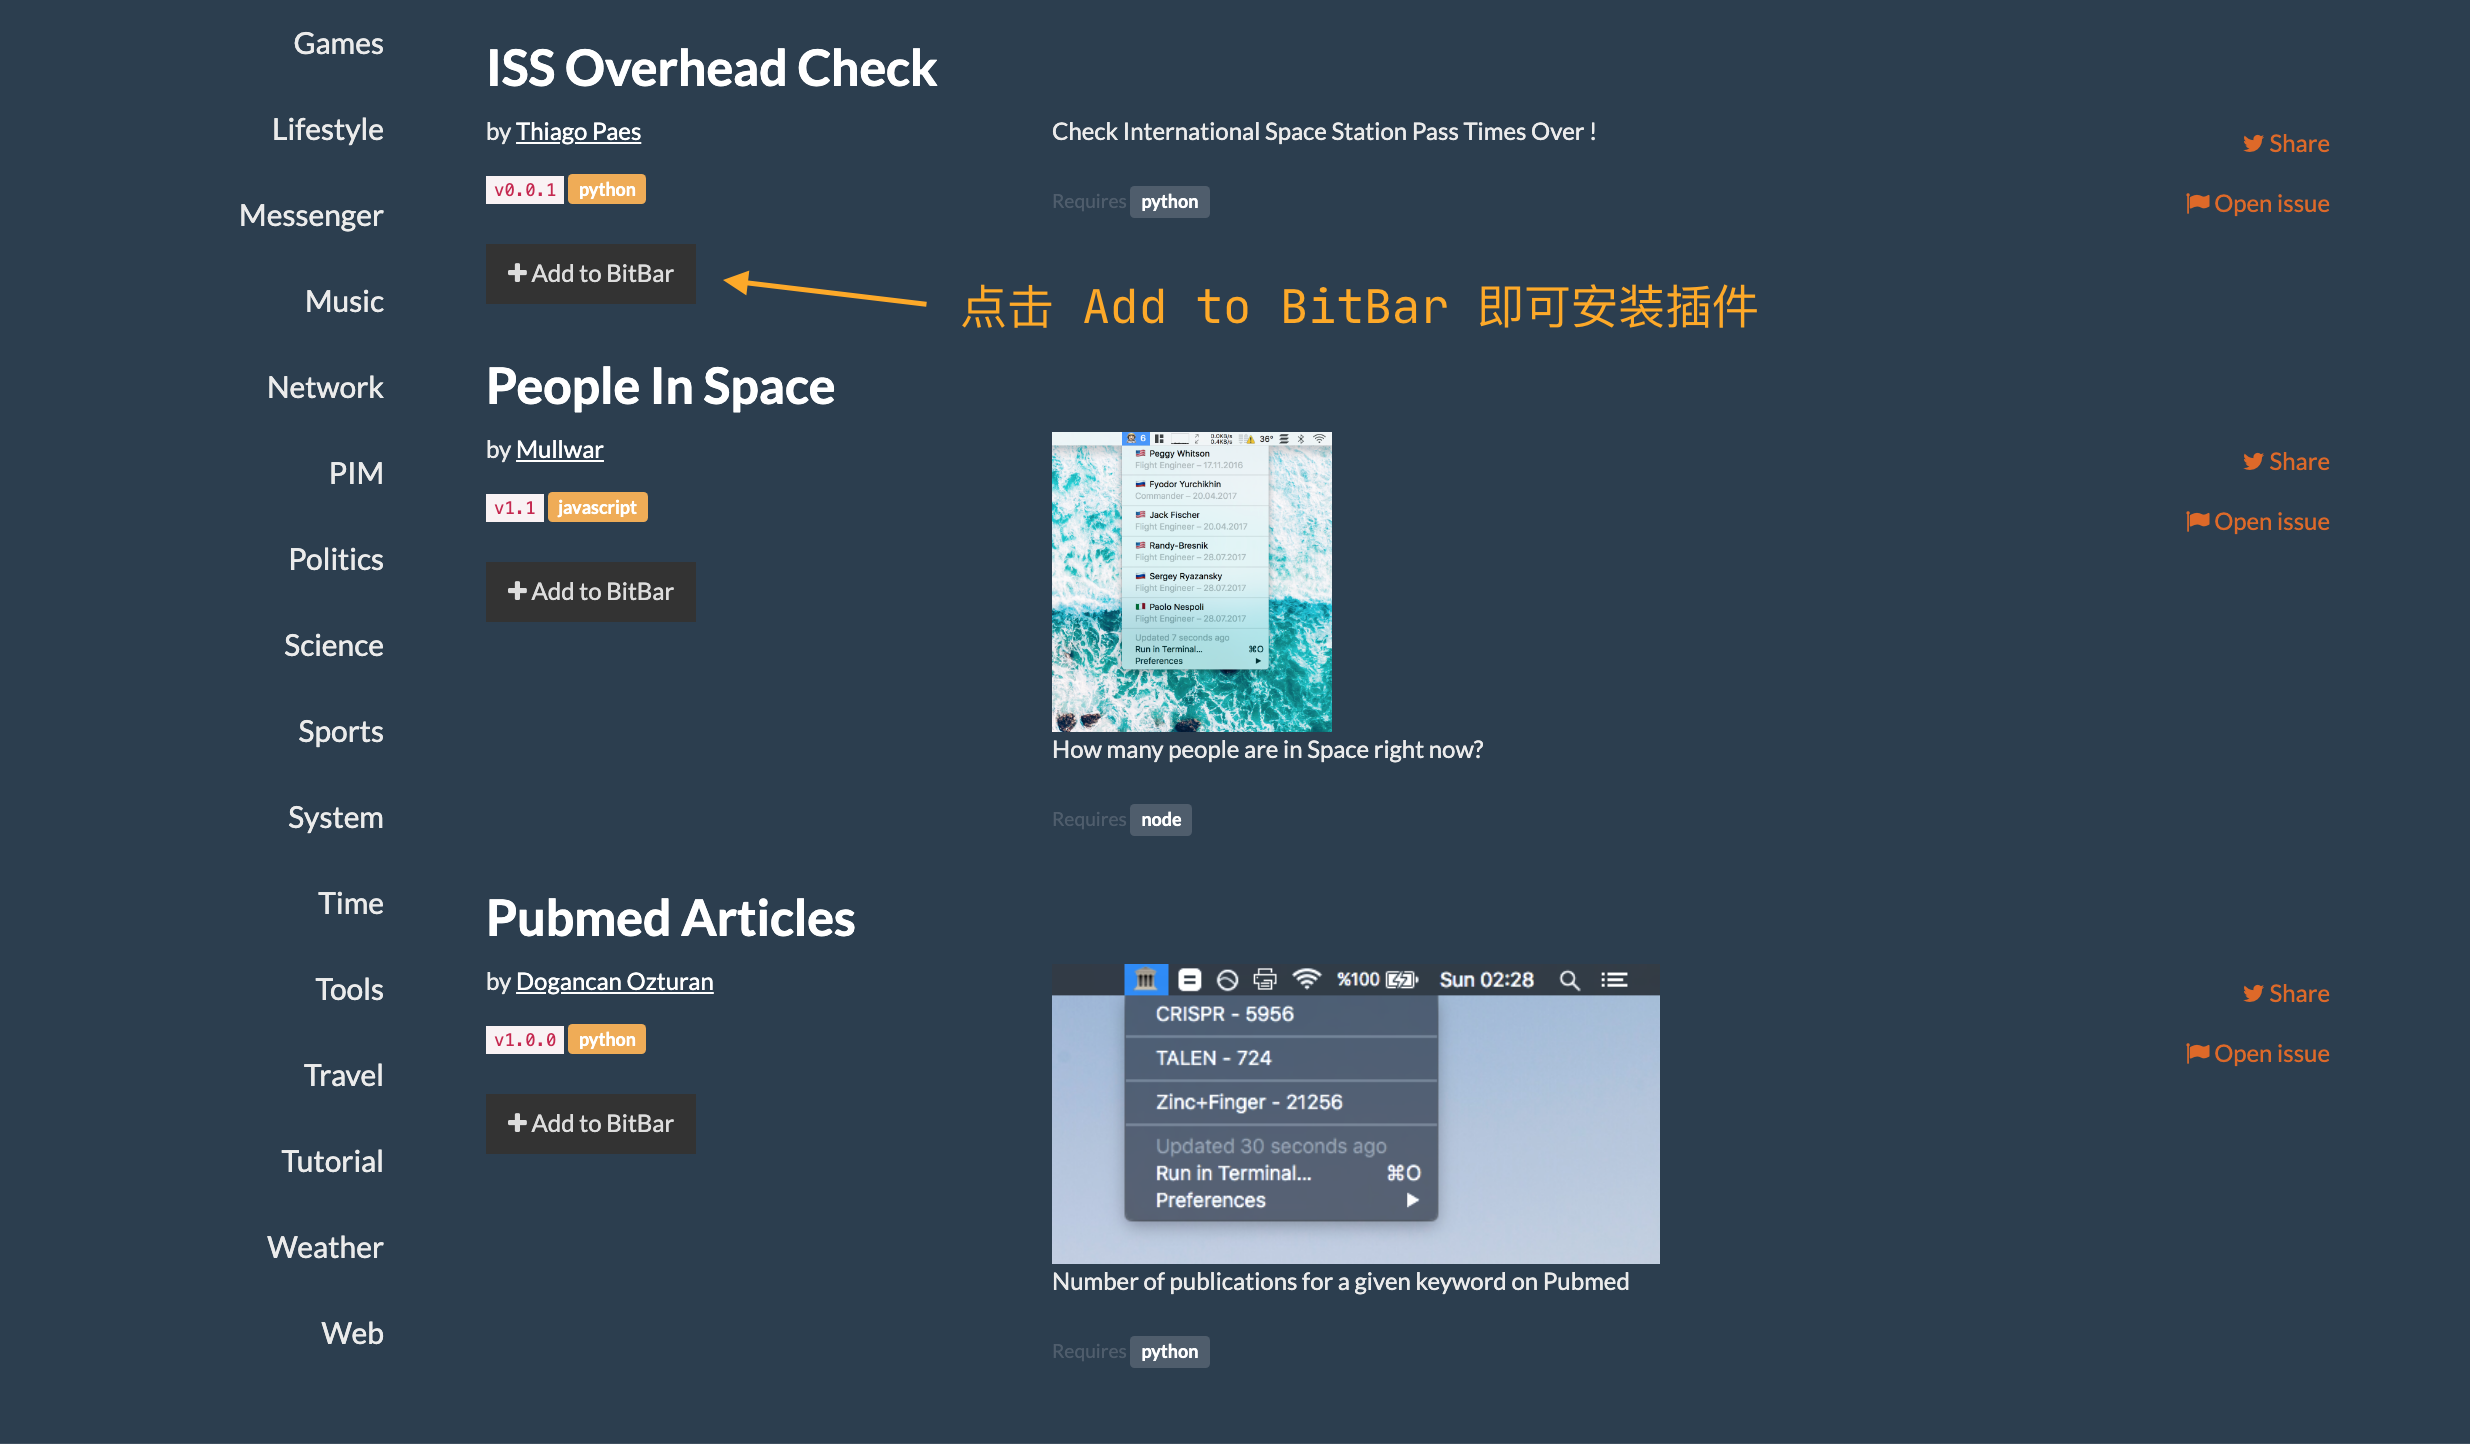 Games
Lifestyle
Messenger
Music
Network
PIM
Politics
Science
Sports
System
Time
Tools
Travel
Tutorial
Weather
Web
ISS Overhead Check
by Thiago Paes
v0.0.1 python
Add to BitBar
Check International Space Station Pass Times Over !
Requires python
Share
Open issue
点击 Add to BitBar 即可安装插件
People In Space
by Mullwar
v1.1 javascript
Add to BitBar
6 0.0KB/s 36°
0.4KB/s
Peggy Whitson
Flight Engineer – 17.11.2016
Fyodor Yurchikhin
Commander – 20.04.2017
Jack Fischer
Flight Engineer – 20.04.2017
Randy-Bresnik
Flight Engineer – 28.07.2017
Sergey Ryazansky
Flight Engineer – 28.07.2017
Paolo Nespoli
Flight Engineer – 28.07.2017
Updated 7 seconds ago
Run in Terminal... ⌘O
Preferences
How many people are in Space right now?
Requires node
Share
Open issue
Pubmed Articles
by Dogancan Ozturan
v1.0.0 python
Add to BitBar
%100 Sun 02:28
CRISPR - 5956
TALEN - 724
Zinc+Finger - 21256
Updated 30 seconds ago
Run in Terminal... ⌘O
Preferences
Number of publications for a given keyword on Pubmed
Requires python
Share
Open issue